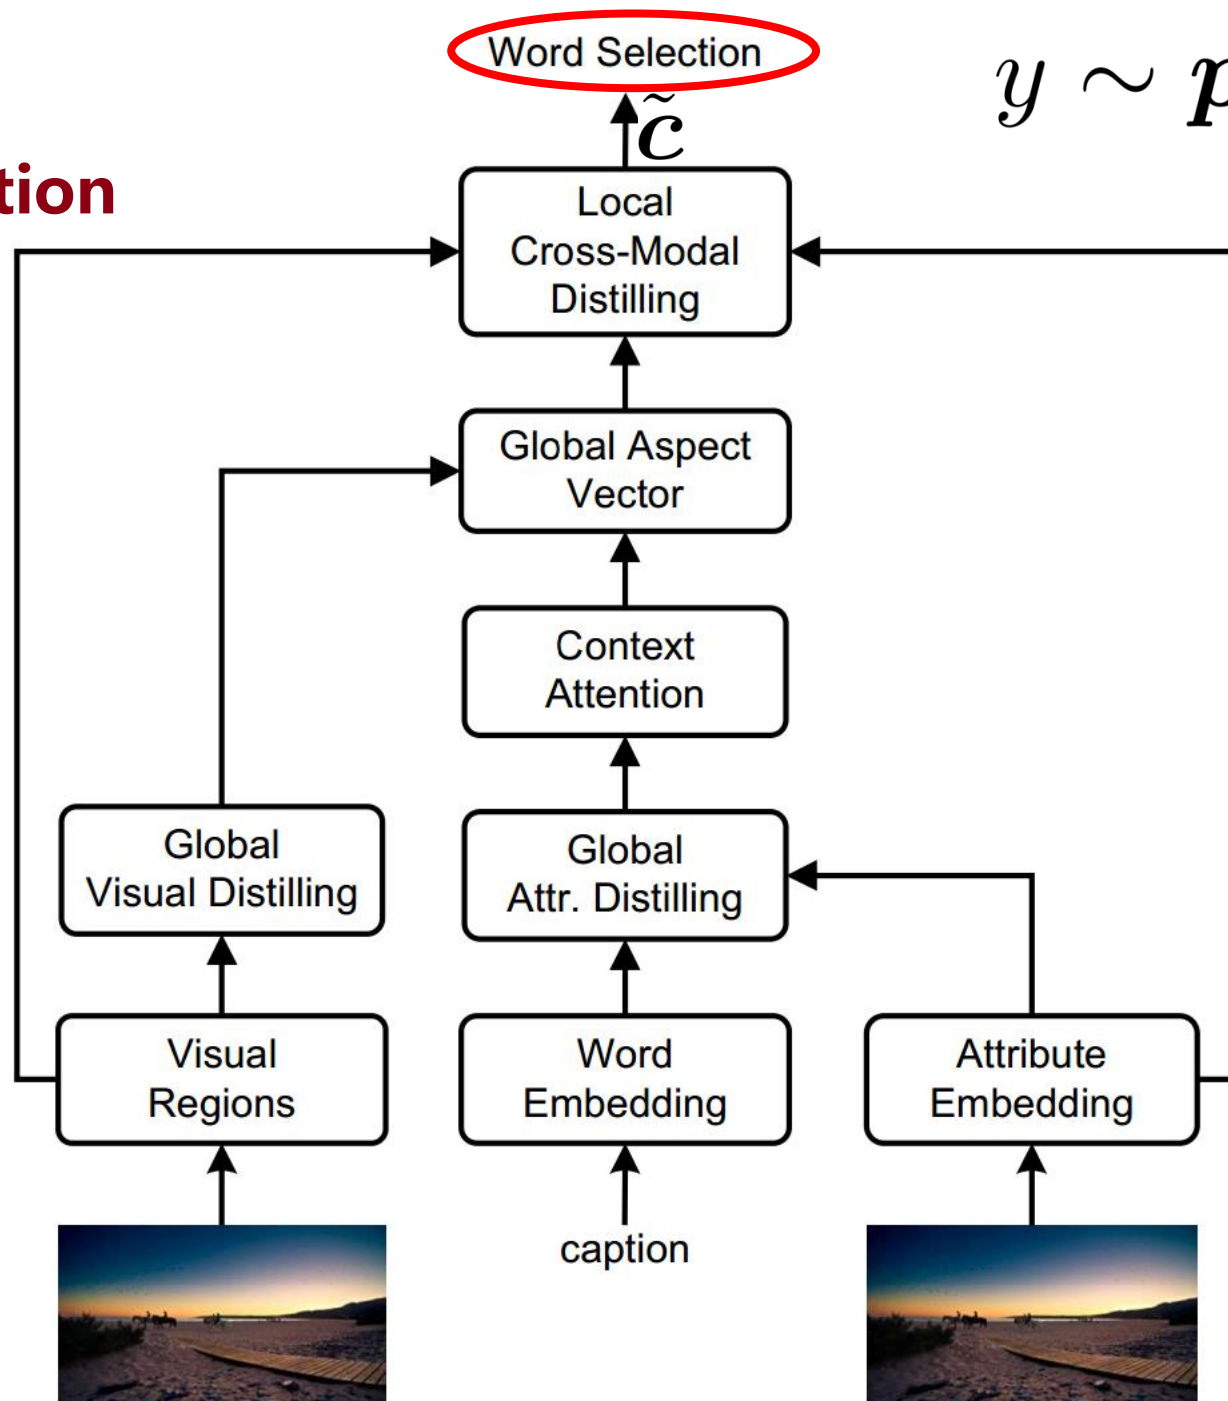 Word Selection
y ∼ p
c̃
tion
Local
Cross-Modal
Distilling
Global Aspect
Vector
Context
Attention
Global
Visual Distilling
Global
Attr. Distilling
Visual
Regions
Word
Embedding
Attribute
Embedding
caption